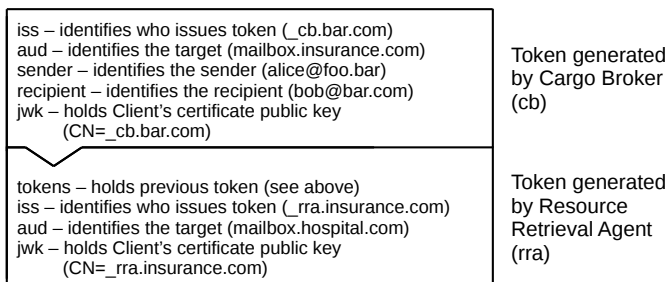 iss – identifies who issues token (_cb.bar.com)
aud – identifies the target (mailbox.insurance.com)
sender – identifies the sender (alice@foo.bar)
recipient – identifies the recipient (bob@bar.com)
jwk – holds Client's certificate public key
(CN=_cb.bar.com)
Token generated
by Cargo Broker
(cb)
tokens – holds previous token (see above)
iss – identifies who issues token (_rra.insurance.com)
aud – identifies the target (mailbox.hospital.com)
jwk – holds Client's certificate public key
(CN=_rra.insurance.com)
Token generated
by Resource
Retrieval Agent
(rra)